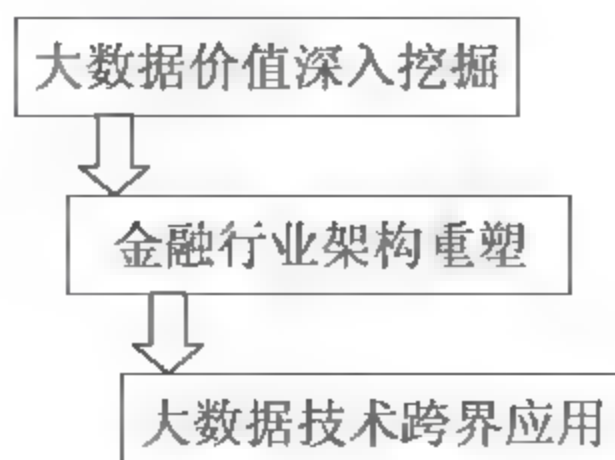 大数据价值深入挖掘
金融行业架构重塑
大数据技术跨界应用